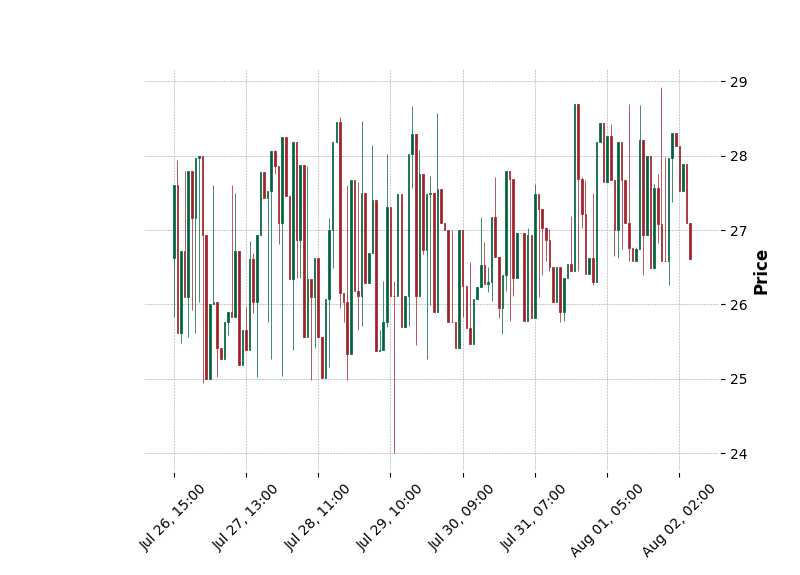 29
28
27
26
25
24
Price
Jul 26, 15:00
Jul 27, 13:00
Jul 28, 11:00
Jul 29, 10:00
Jul 30, 09:00
Jul 31, 07:00
Aug 01, 05:00
Aug 02, 02:00